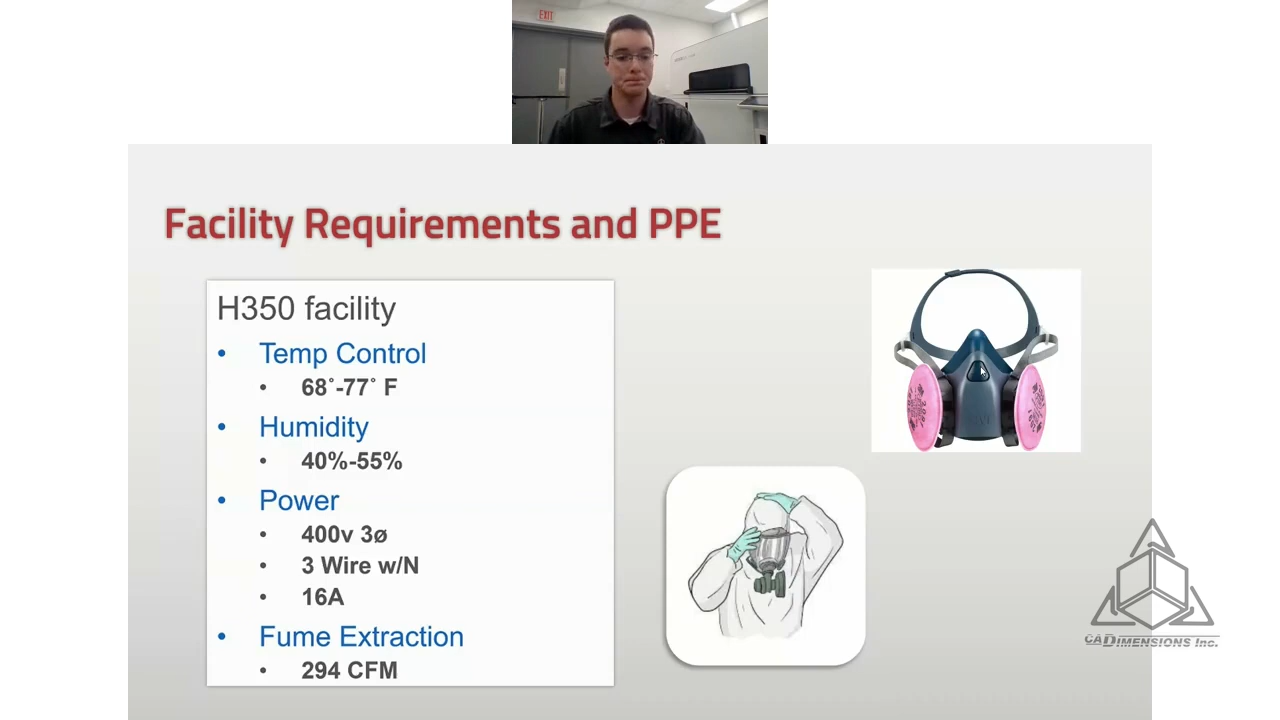 EXIT
Facility Requirements and PPE
H350 facility
• Temp Control
• 68˚-77˚ F
• Humidity
• 40%-55%
• Power
• 400v 3ø
• 3 Wire w/N
• 16A
• Fume Extraction
• 294 CFM
CADIMENSIONS Inc.